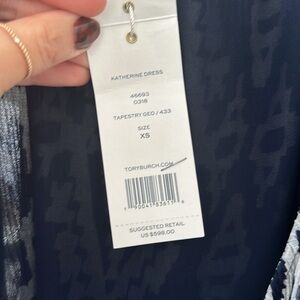 KATHERINE DRESS
46693
0318
TAPESTRY GEO / 433
SIZE
XS
TORYBURCH.COM
SUGGESTED RETAIL
US $598.00